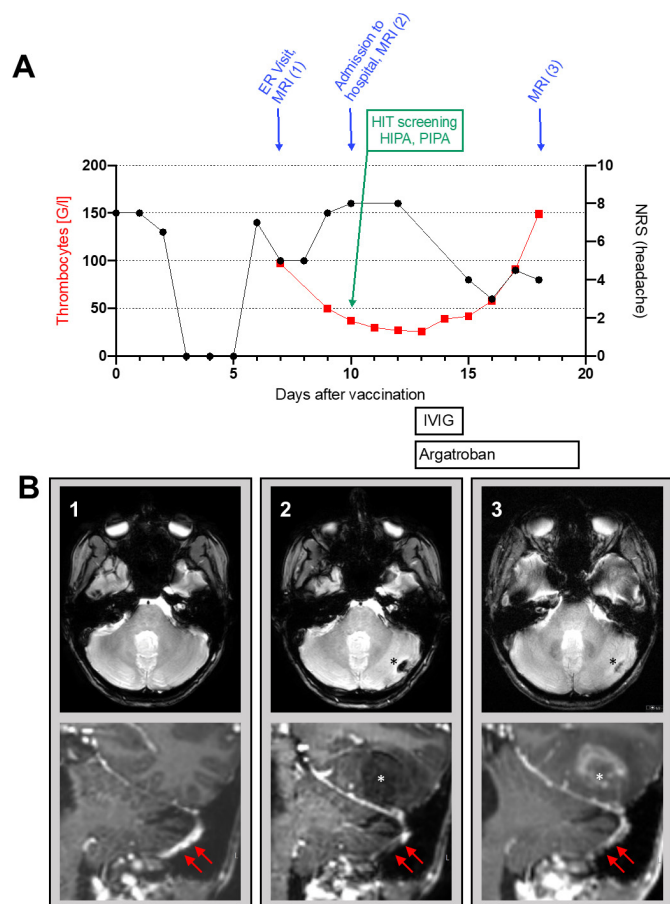 A
ER Visit,
MRI (1)
Admission to
hospital, MRI (2)
MRI (3)
HIT screening
HIPA, PIPA
200
150
100
50
0
Thrombocytes [G/l]
10
8
6
4
2
0
NRS (headache)
0
5
10
15
20
Days after vaccination
IVIG
Argatroban
B
1
2
3
*
*
*
*
L
L
L